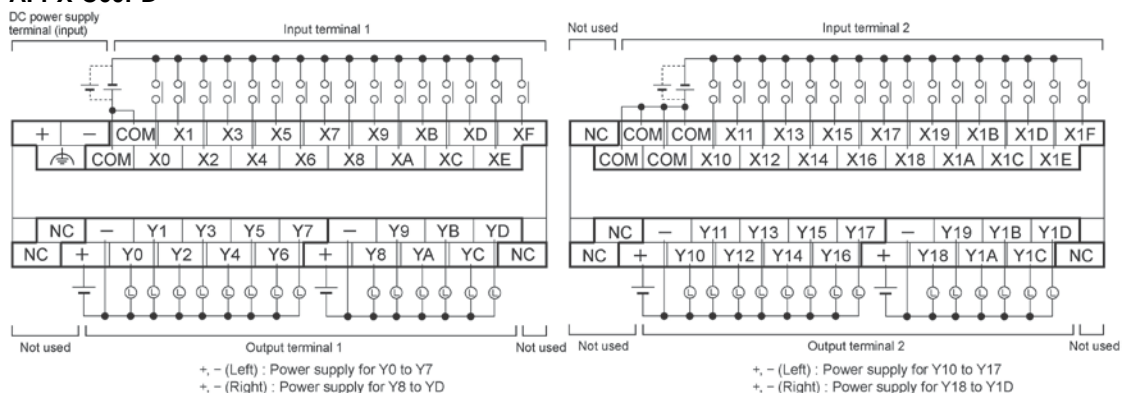 DC power supply
terminal (input)
Input terminal 1
+ − COM X1 X3 X5 X7 X9 XB XD XF
COM X0 X2 X4 X6 X8 XA XC XE
NC − Y1 Y3 Y5 Y7 − Y9 YB YD
NC + Y0 Y2 Y4 Y6 + Y8 YA YC NC
L L L L L L L L L L L L L L
Not used
Output terminal 1
Not used
+, − (Left) : Power supply for Y0 to Y7
+, − (Right) : Power supply for Y8 to YD
Not used
Input terminal 2
NC COM COM X11 X13 X15 X17 X19 X1B X1D X1F
COM COM X10 X12 X14 X16 X18 X1A X1C X1E
NC − Y11 Y13 Y15 Y17 − Y19 Y1B Y1D
NC + Y10 Y12 Y14 Y16 + Y18 Y1A Y1C NC
L L L L L L L L L L L L L L
Not used
Output terminal 2
Not used
+, − (Left) : Power supply for Y10 to Y17
+, − (Right) : Power supply for Y18 to Y1D